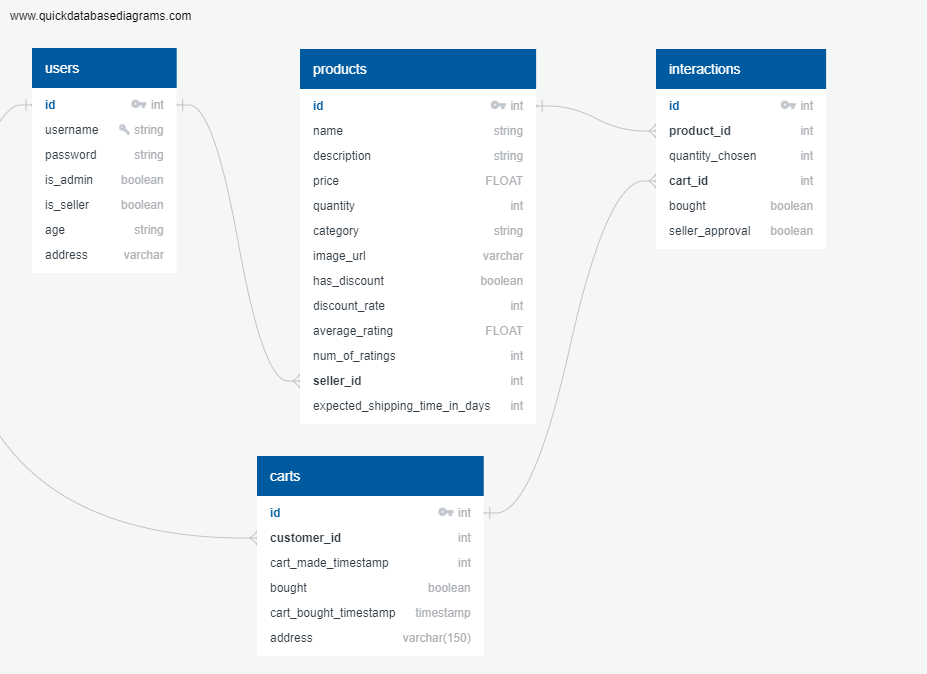 www.quickdatabasediagrams.com
users
id int
username string
password string
is_admin boolean
is_seller boolean
age string
address varchar
products
id int
name string
description string
price FLOAT
quantity int
category string
image_url varchar
has_discount boolean
discount_rate int
average_rating FLOAT
num_of_ratings int
seller_id int
expected_shipping_time_in_days int
interactions
id int
product_id int
quantity_chosen int
cart_id int
bought boolean
seller_approval boolean
carts
id int
customer_id int
cart_made_timestamp int
bought boolean
cart_bought_timestamp timestamp
address varchar(150)